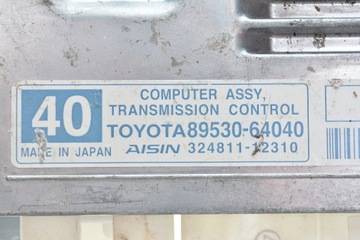 40
COMPUTER ASSY,
TRANSMISSION CONTROL
TOYOTA 89530-64040
MADE IN JAPAN
AISIN 324811-12310